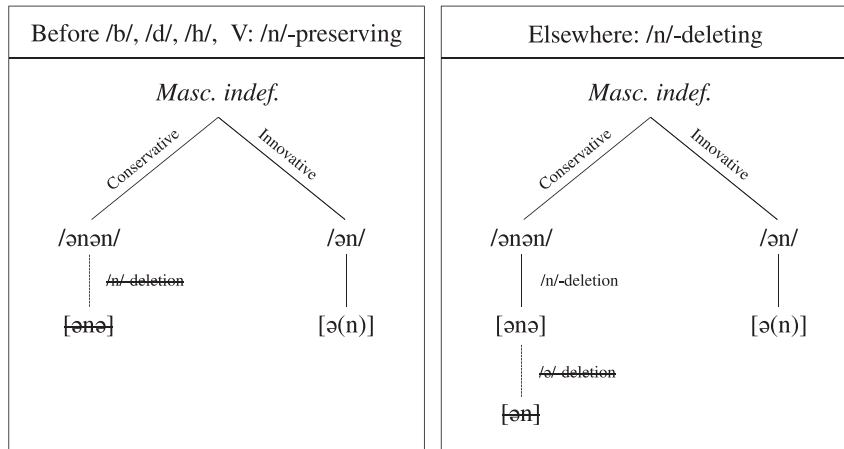 Before /b/, /d/, /h/, V: /n/-preserving
Masc. indef.
Conservative
Innovative
/ənən/
/ən/
/n/-deletion
[ənə]
[ə(n)]
Elsewhere: /n/-deleting
Masc. indef.
Conservative
Innovative
/ənən/
/ən/
/n/-deletion
[ənə]
[ə(n)]
/ə/-deletion
[ən]